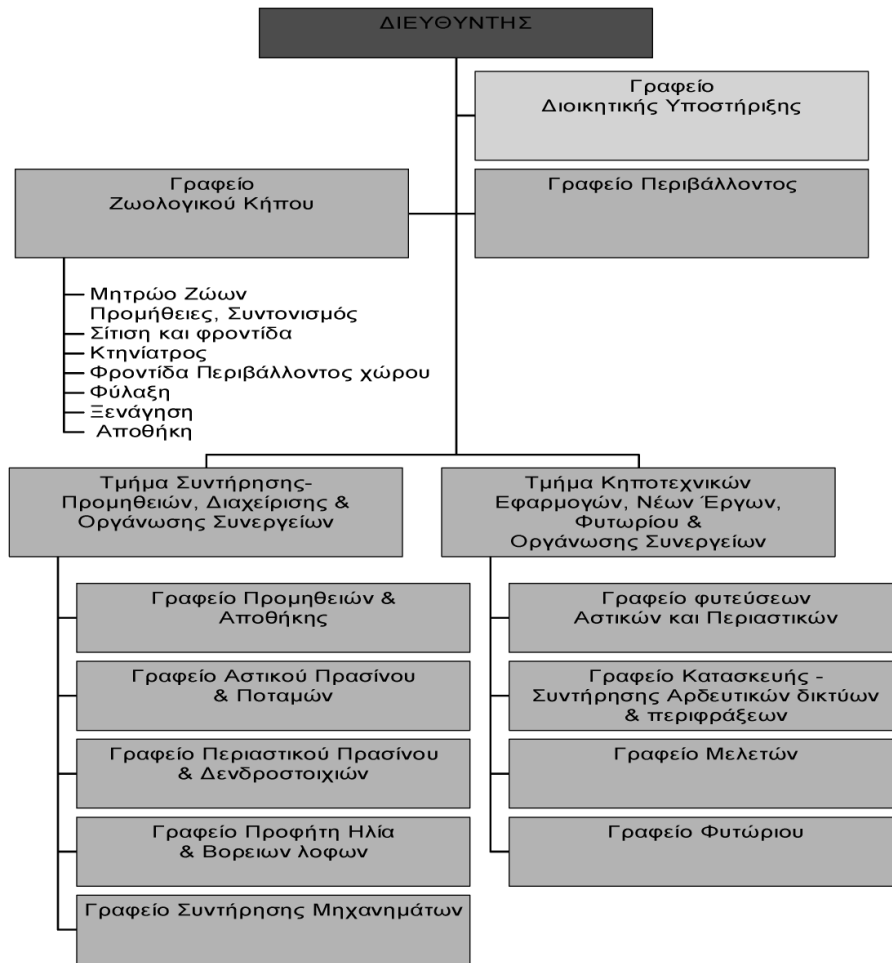 ΔΙΕΥΘΥΝΤΗΣ
Γραφείο
Διοικητικής Υποστήριξης
Γραφείο
Ζωολογικού Κήπου
Γραφείο Περιβάλλοντος
Μητρώο Ζώων
Προμήθειες, Συντονισμός
Σίτιση και φροντίδα
Κτηνίατρος
Φροντίδα Περιβάλλοντος χώρου
Φύλαξη
Ξενάγηση
Αποθήκη
Τμήμα Συντήρησης-
Προμηθειών, Διαχείρισης &
Οργάνωσης Συνεργείων
Γραφείο Προμηθειών &
Αποθήκης
Γραφείο Αστικού Πρασίνου
& Ποταμών
Γραφείο Περιαστικού Πρασίνου
& Δενδροστοιχιών
Γραφείο Προφήτη Ηλία
& Βορειων λοφων
Γραφείο Συντήρησης Μηχανημάτων
Τμήμα Κηποτεχνικών
Εφαρμογών, Νέων Έργων,
Φυτωρίου &
Οργάνωσης Συνεργείων
Γραφείο φυτεύσεων
Αστικών και Περιαστικών
Γραφείο Κατασκευής -
Συντήρησης Αρδευτικών δικτύων
& περιφράξεων
Γραφείο Μελετών
Γραφείο Φυτώριου